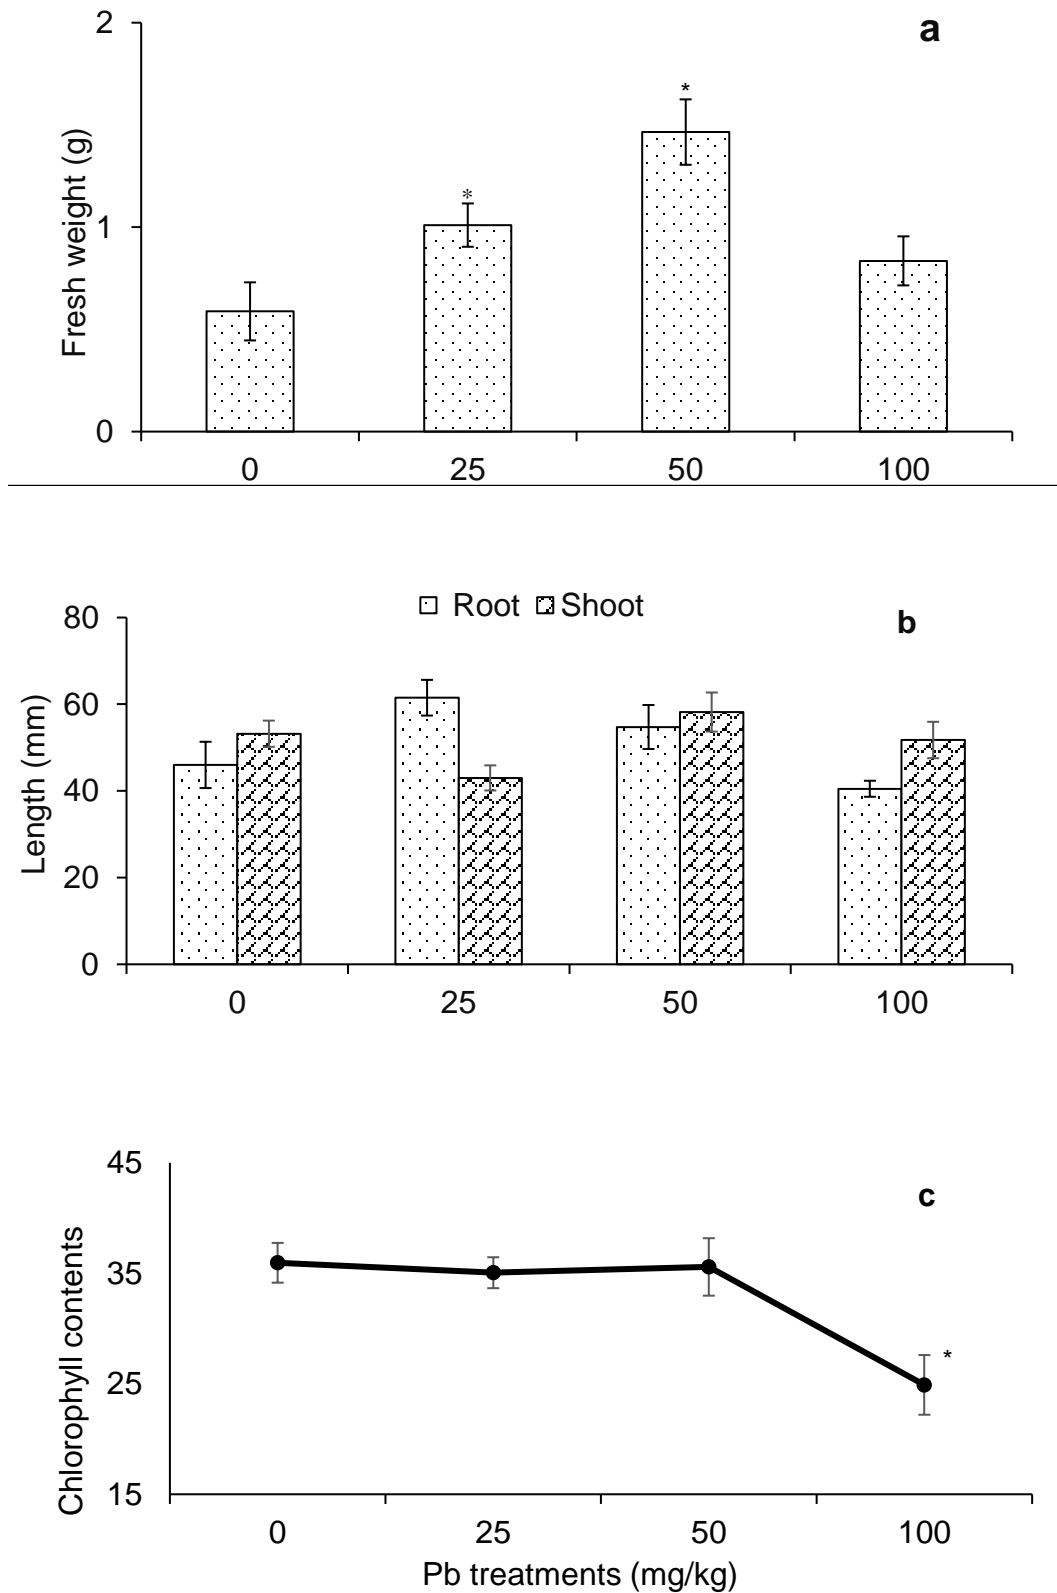 a
2
1
0
Fresh weight (g)
*
*
0 25 50 100
Root Shoot
b
80
60
40
20
0
Length (mm)
0 25 50 100
c
45
35
25
15
Chlorophyll contents
*
0 25 50 100
Pb treatments (mg/kg)